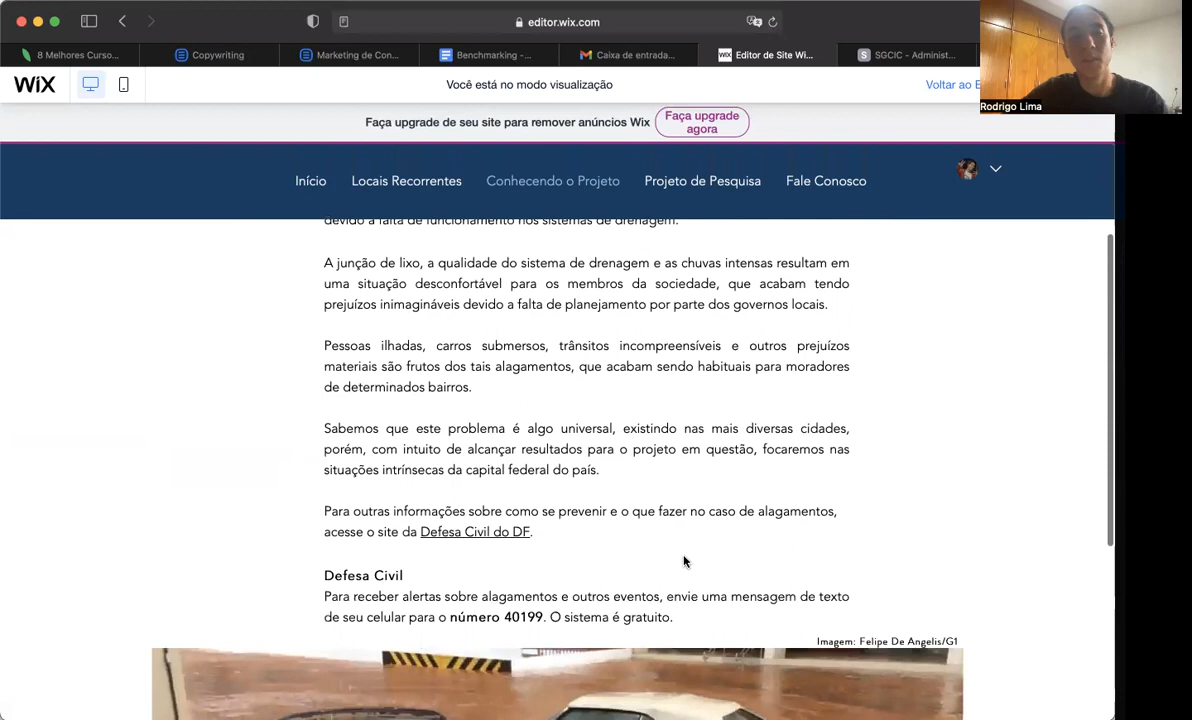 editor.wix.com
8 Melhores Curso...
Copywriting
Marketing de Con...
Benchmarking -...
Caixa de entrada...
WIX
Editor de Site Wi...
S
SGCIC - Administ...
WIX
Você está no modo visualização
Voltar ao E
Rodrigo Lima
Faça upgrade de seu site para remover anúncios Wix
Faça upgrade
agora
Início
Locais Recorrentes
Conhecendo o Projeto
Projeto de Pesquisa
Fale Conosco
devido a falta de funcionamento nos sistemas de drenagem.
A junção de lixo, a qualidade do sistema de drenagem e as chuvas intensas resultam em
uma situação desconfortável para os membros da sociedade, que acabam tendo
prejuízos inimagináveis devido a falta de planejamento por parte dos governos locais.
Pessoas ilhadas, carros submersos, trânsitos incompreensíveis e outros prejuízos
materiais são frutos dos tais alagamentos, que acabam sendo habituais para moradores
de determinados bairros.
Sabemos que este problema é algo universal, existindo nas mais diversas cidades,
porém, com intuito de alcançar resultados para o projeto em questão, focaremos nas
situações intrínsecas da capital federal do país.
Para outras informações sobre como se prevenir e o que fazer no caso de alagamentos,
acesse o site da Defesa Civil do DF.
Defesa Civil
Para receber alertas sobre alagamentos e outros eventos, envie uma mensagem de texto
de seu celular para o número 40199. O sistema é gratuito.
Imagem: Felipe De Angelis/G1